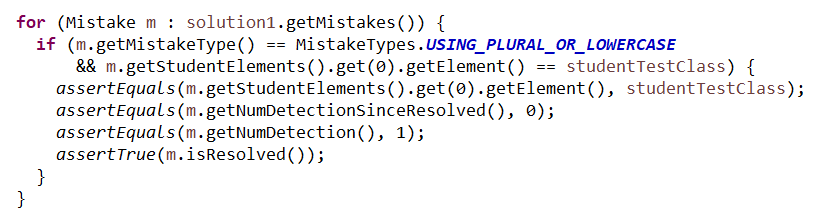 for (Mistake m : solution1.getMistakes()) {
  if (m.getMistakeType() == MistakeTypes.USING_PLURAL_OR_LOWERCASE
      && m.getStudentElements().get(0).getElement() == studentTestClass) {
    assertEquals(m.getStudentElements().get(0).getElement(), studentTestClass);
    assertEquals(m.getNumDetectionSinceResolved(), 0);
    assertEquals(m.getNumDetection(), 1);
    assertTrue(m.isResolved());
  }
}